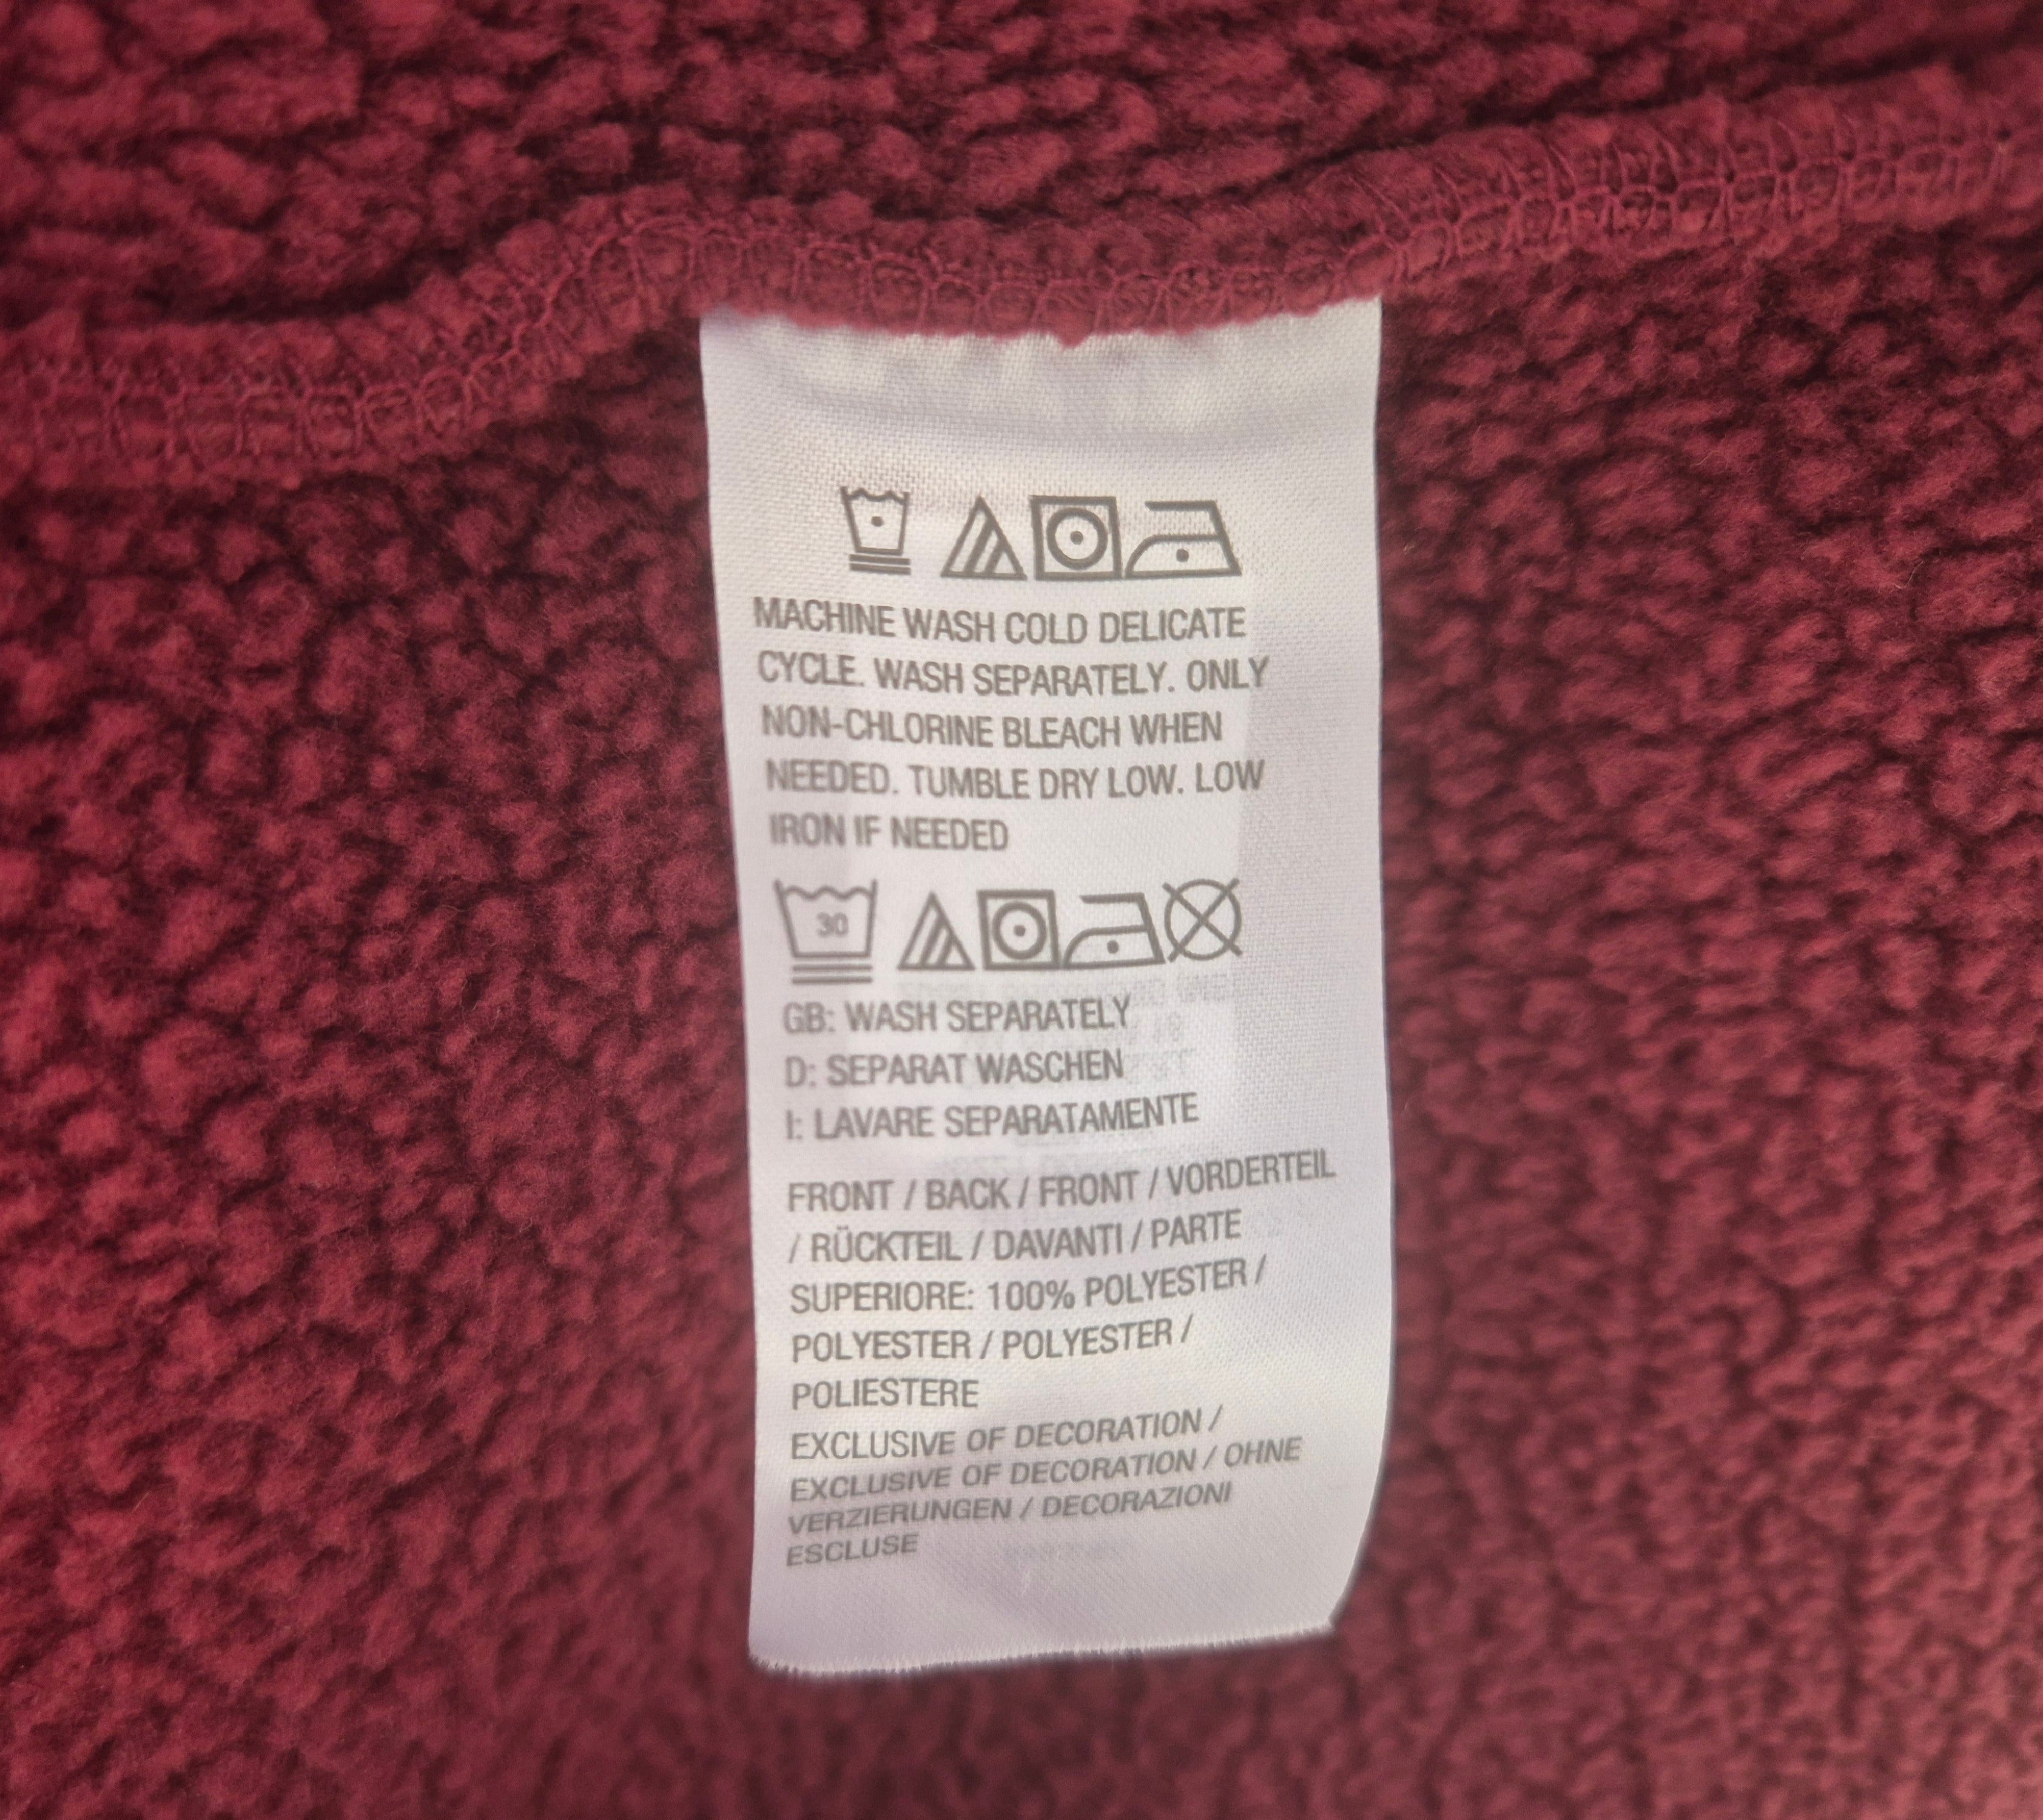 MACHINE WASH COLD DELICATE
CYCLE. WASH SEPARATELY. ONLY
NON-CHLORINE BLEACH WHEN
NEEDED. TUMBLE DRY LOW. LOW
IRON IF NEEDED
30
GB: WASH SEPARATELY
D: SEPARAT WASCHEN
I: LAVARE SEPARATAMENTE
FRONT / BACK / FRONT / VORDERTEIL
/ RÜCKTEIL / DAVANTI / PARTE
SUPERIORE: 100% POLYESTER /
POLYESTER / POLYESTER /
POLIESTERE
EXCLUSIVE OF DECORATION /
EXCLUSIVE OF DECORATION / OHNE
VERZIERUNGEN / DECORAZIONI
ESCLUSE